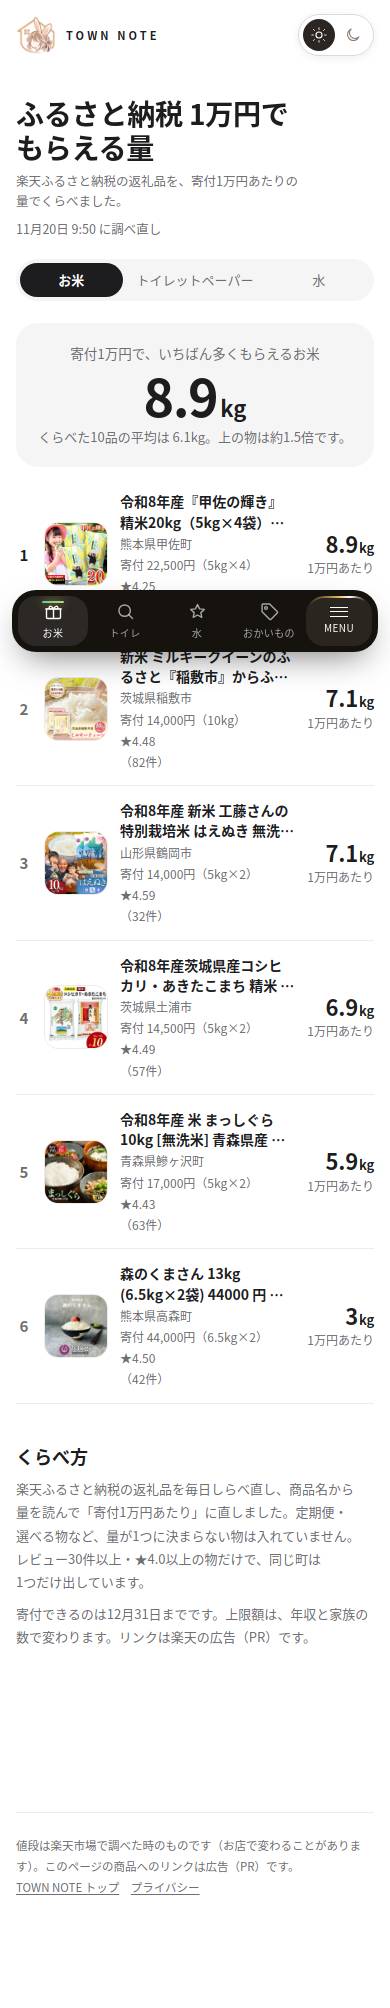 TOWN NOTE
ふるさと納税 1万円で
もらえる量
楽天ふるさと納税の返礼品を、寄付1万円あたりの
量でくらべました。
11月20日 9:50 に調べ直し
お米
トイレットペーパー
水
寄付1万円で、いちばん多くもらえるお米
8.9kg
くらべた10品の平均は 6.1kg。上の物は約1.5倍です。
1
令和8年産『甲佐の輝き』
精米20kg（5kg×4袋）…
熊本県甲佐町
寄付 22,500円（5kg×4）
★4.25
8.9kg
1万円あたり
お米
トイレ
水
おかいもの
MENU
2
新米 ミルキークイーンのふ
るさと『稲敷市』からふ…
茨城県稲敷市
寄付 14,000円（10kg）
★4.48
（82件）
7.1kg
1万円あたり
3
令和8年産 新米 工藤さんの
特別栽培米 はえぬき 無洗…
山形県鶴岡市
寄付 14,000円（5kg×2）
★4.59
（32件）
7.1kg
1万円あたり
4
令和8年産茨城県産コシヒ
カリ・あきたこまち 精米 …
茨城県土浦市
寄付 14,500円（5kg×2）
★4.49
（57件）
6.9kg
1万円あたり
5
令和8年産 米 まっしぐら
10kg [無洗米] 青森県産 …
青森県鰺ヶ沢町
寄付 17,000円（5kg×2）
★4.43
（63件）
5.9kg
1万円あたり
6
森のくまさん 13kg
(6.5kg×2袋) 44000 円 …
熊本県高森町
寄付 44,000円（6.5kg×2）
★4.50
（42件）
3kg
1万円あたり
くらべ方
楽天ふるさと納税の返礼品を毎日しらべ直し、商品名から
量を読んで「寄付1万円あたり」に直しました。定期便・
選べる物など、量が1つに決まらない物は入れていません。
レビュー30件以上・★4.0以上の物だけで、同じ町は
1つだけ出しています。
寄付できるのは12月31日までです。上限額は、年収と家族の
数で変わります。リンクは楽天の広告（PR）です。
値段は楽天市場で調べた時のものです（お店で変わることがありま
す）。このページの商品へのリンクは広告（PR）です。
TOWN NOTE トップ
プライバシー